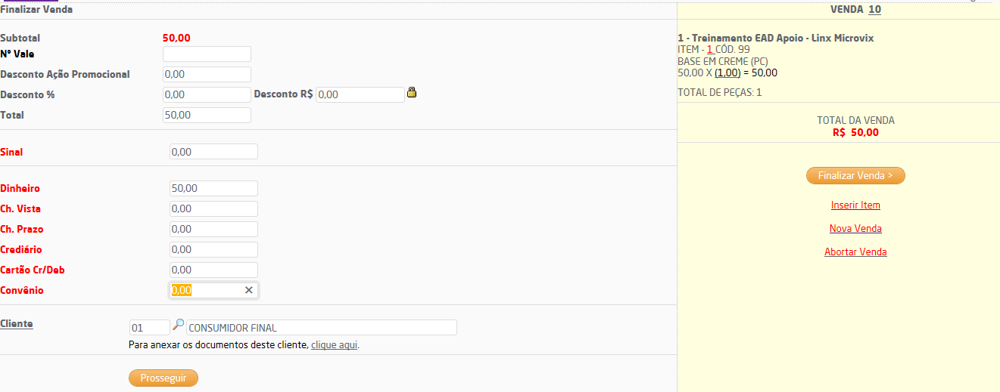 Finalizar Venda
Subtotal 50,00
Nº Vale
Desconto Ação Promocional 0,00
Desconto % 0,00 Desconto R$ 0,00
Total 50,00
Sinal 0,00
Dinheiro 50,00
Ch. Vista 0,00
Ch. Prazo 0,00
Crediário 0,00
Cartão Cr/Deb 0,00
Convênio 0,00
Cliente 01 CONSUMIDOR FINAL
Para anexar os documentos deste cliente, clique aqui.
Prosseguir
VENDA 10
1 - Treinamento EAD Apoio - Linx Microvix
ITEM - 1 CÓD. 99
BASE EM CREME (PC)
50,00 X (1,00) = 50,00
TOTAL DE PEÇAS: 1
TOTAL DA VENDA
R$ 50,00
Finalizar Venda >
Inserir Item
Nova Venda
Abortar Venda